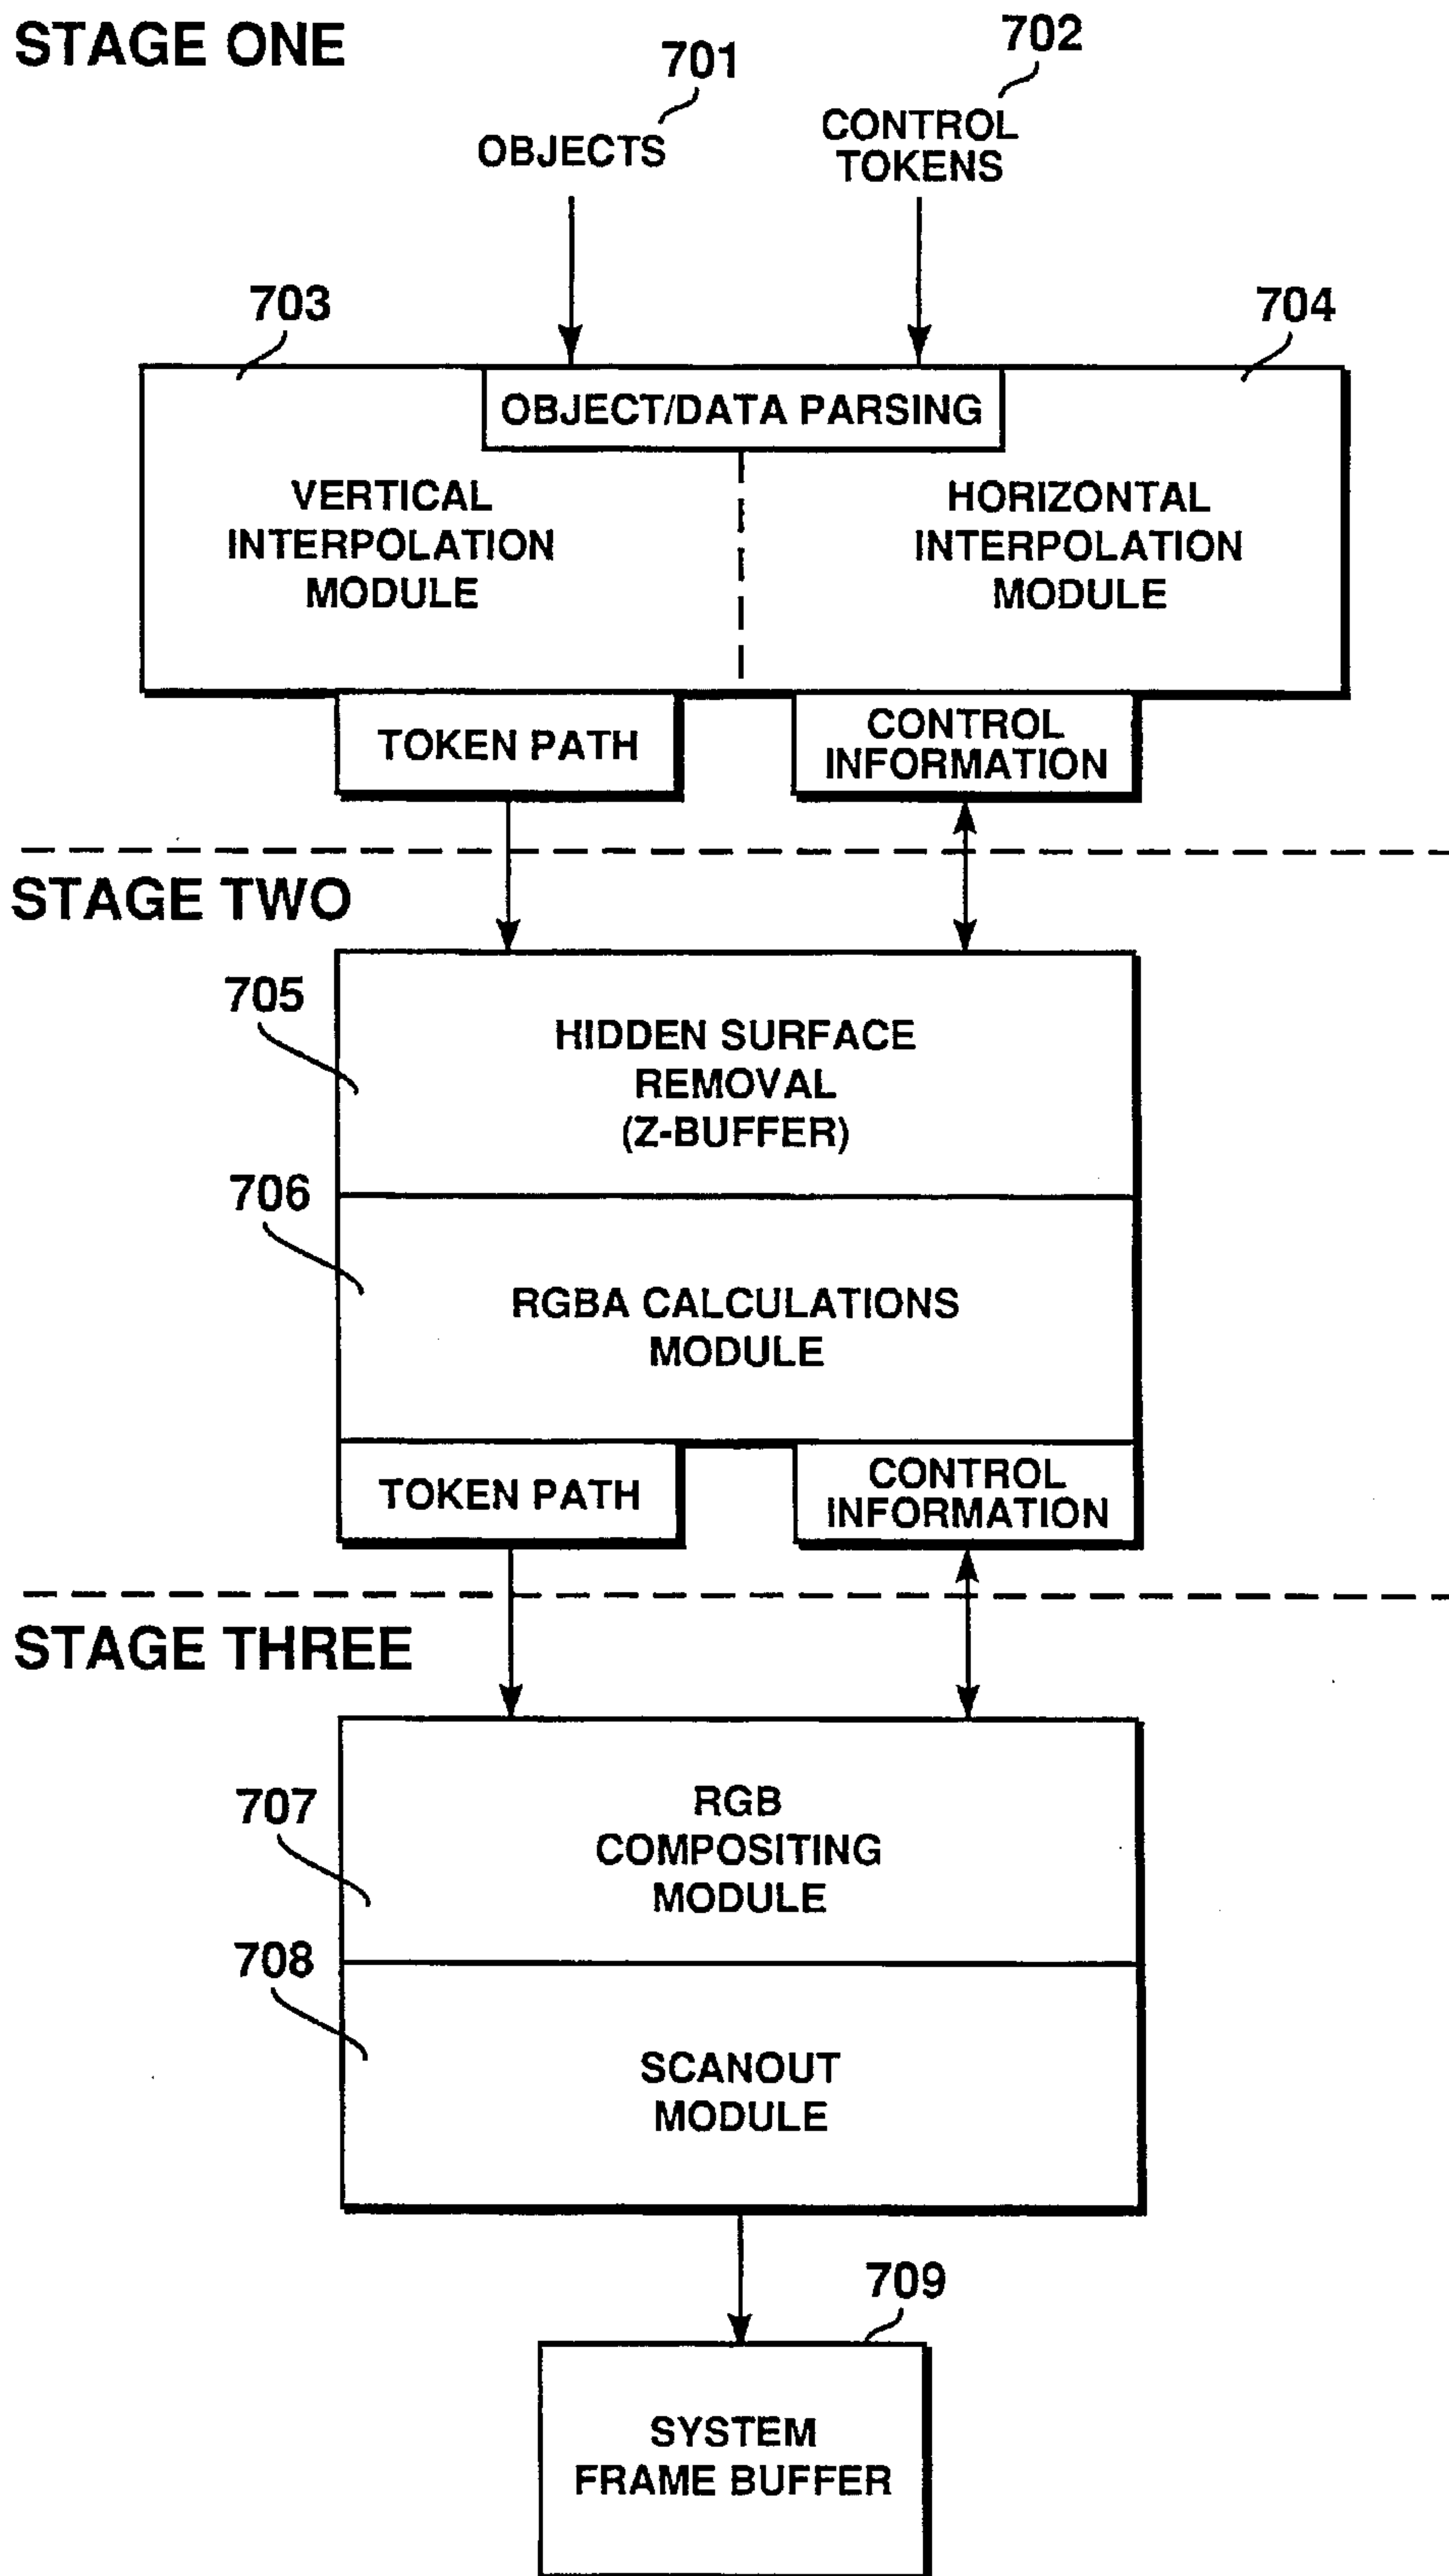 STAGE ONE
701
702
OBJECTS
CONTROL
TOKENS
703
704
OBJECT/DATA PARSING
VERTICAL
INTERPOLATION
MODULE
HORIZONTAL
INTERPOLATION
MODULE
TOKEN PATH
CONTROL
INFORMATION
STAGE TWO
705
HIDDEN SURFACE
REMOVAL
(Z-BUFFER)
706
RGBA CALCULATIONS
MODULE
TOKEN PATH
CONTROL
INFORMATION
STAGE THREE
707
RGB
COMPOSITING
MODULE
708
SCANOUT
MODULE
709
SYSTEM
FRAME BUFFER